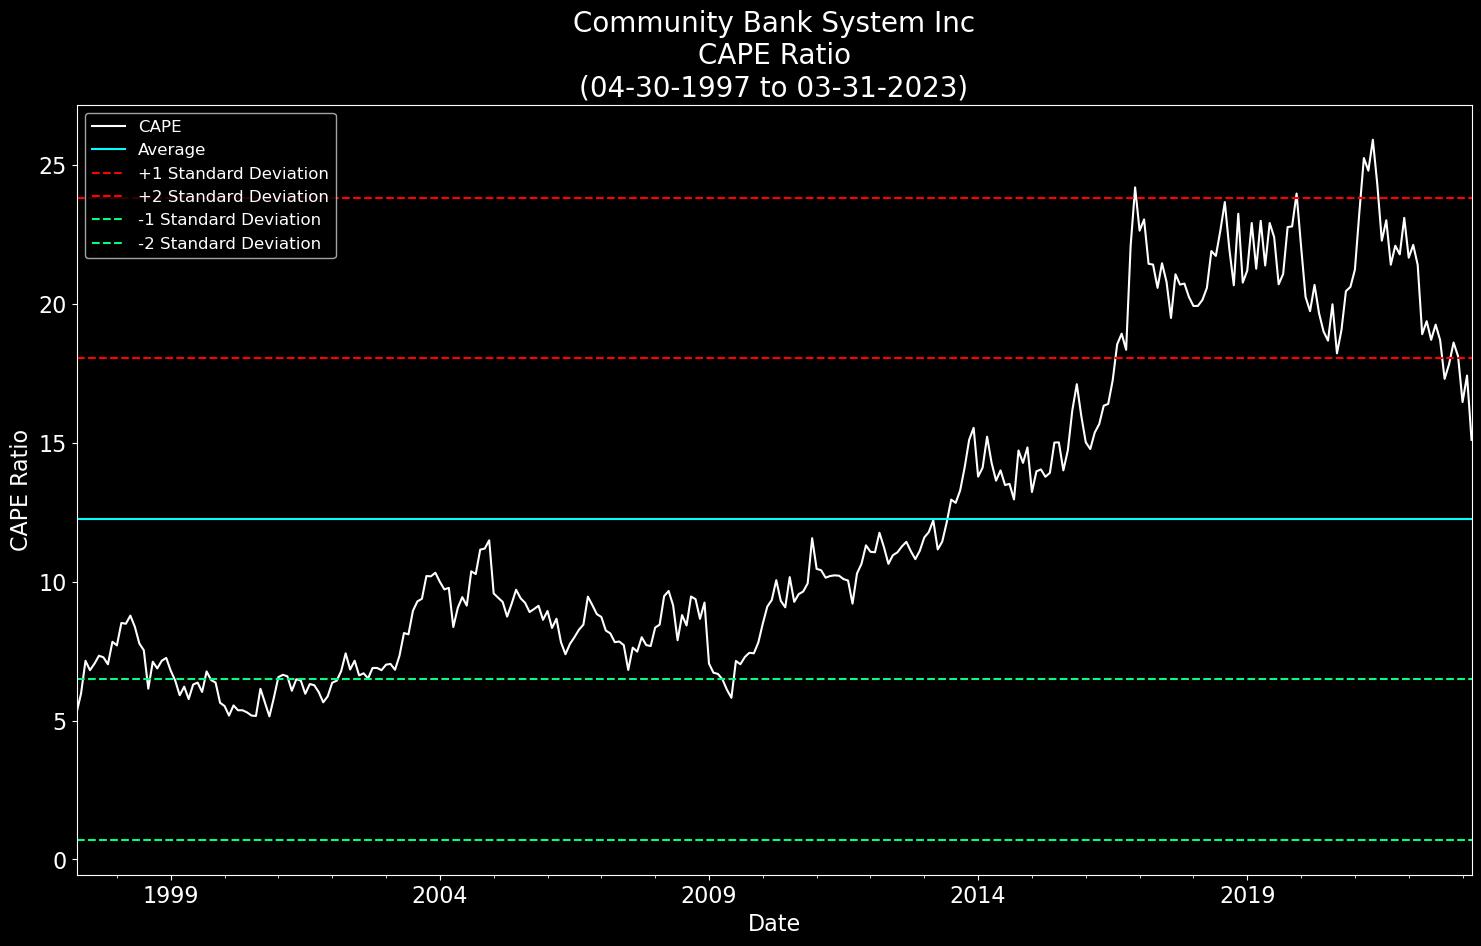 Community Bank System Inc
CAPE Ratio
(04-30-1997 to 03-31-2023)
CAPE
Average
+1 Standard Deviation
+2 Standard Deviation
-1 Standard Deviation
-2 Standard Deviation
CAPE Ratio
25
20
15
10
5
0
1999 2004 2009 2014 2019
Date